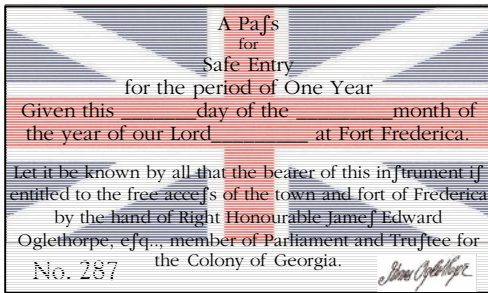 A Paſs
for
Safe Entry
for the period of One Year
Given this _______day of the _________month of
the year of our Lord_________ at Fort Frederica.
Let it be known by all that the bearer of this inſtrument iſ
entitled to the free acceſs of the town and fort of Frederica
by the hand of Right Honourable Jameſ Edward
Oglethorpe, eſq.., member of Parliament and Truſtee for
the Colony of Georgia.
No. 287
James Oglethorpe